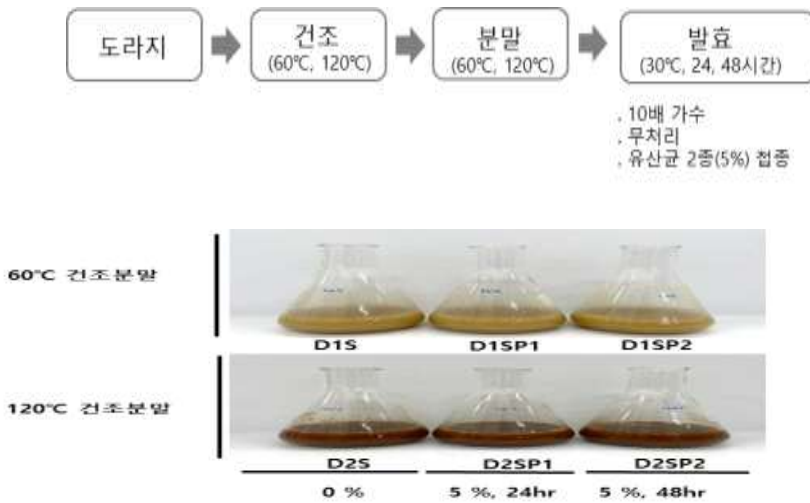 도라지
건조
(60℃, 120℃)
분말
(60℃, 120℃)
발효
(30℃, 24, 48시간)
. 10배 가수
. 무처리
. 유산균 2종(5%) 접종
60℃ 건조분말
D1S D1SP1 D1SP2
120℃ 건조분말
D2S D2SP1 D2SP2
0 % 5 %, 24hr 5 %, 48hr